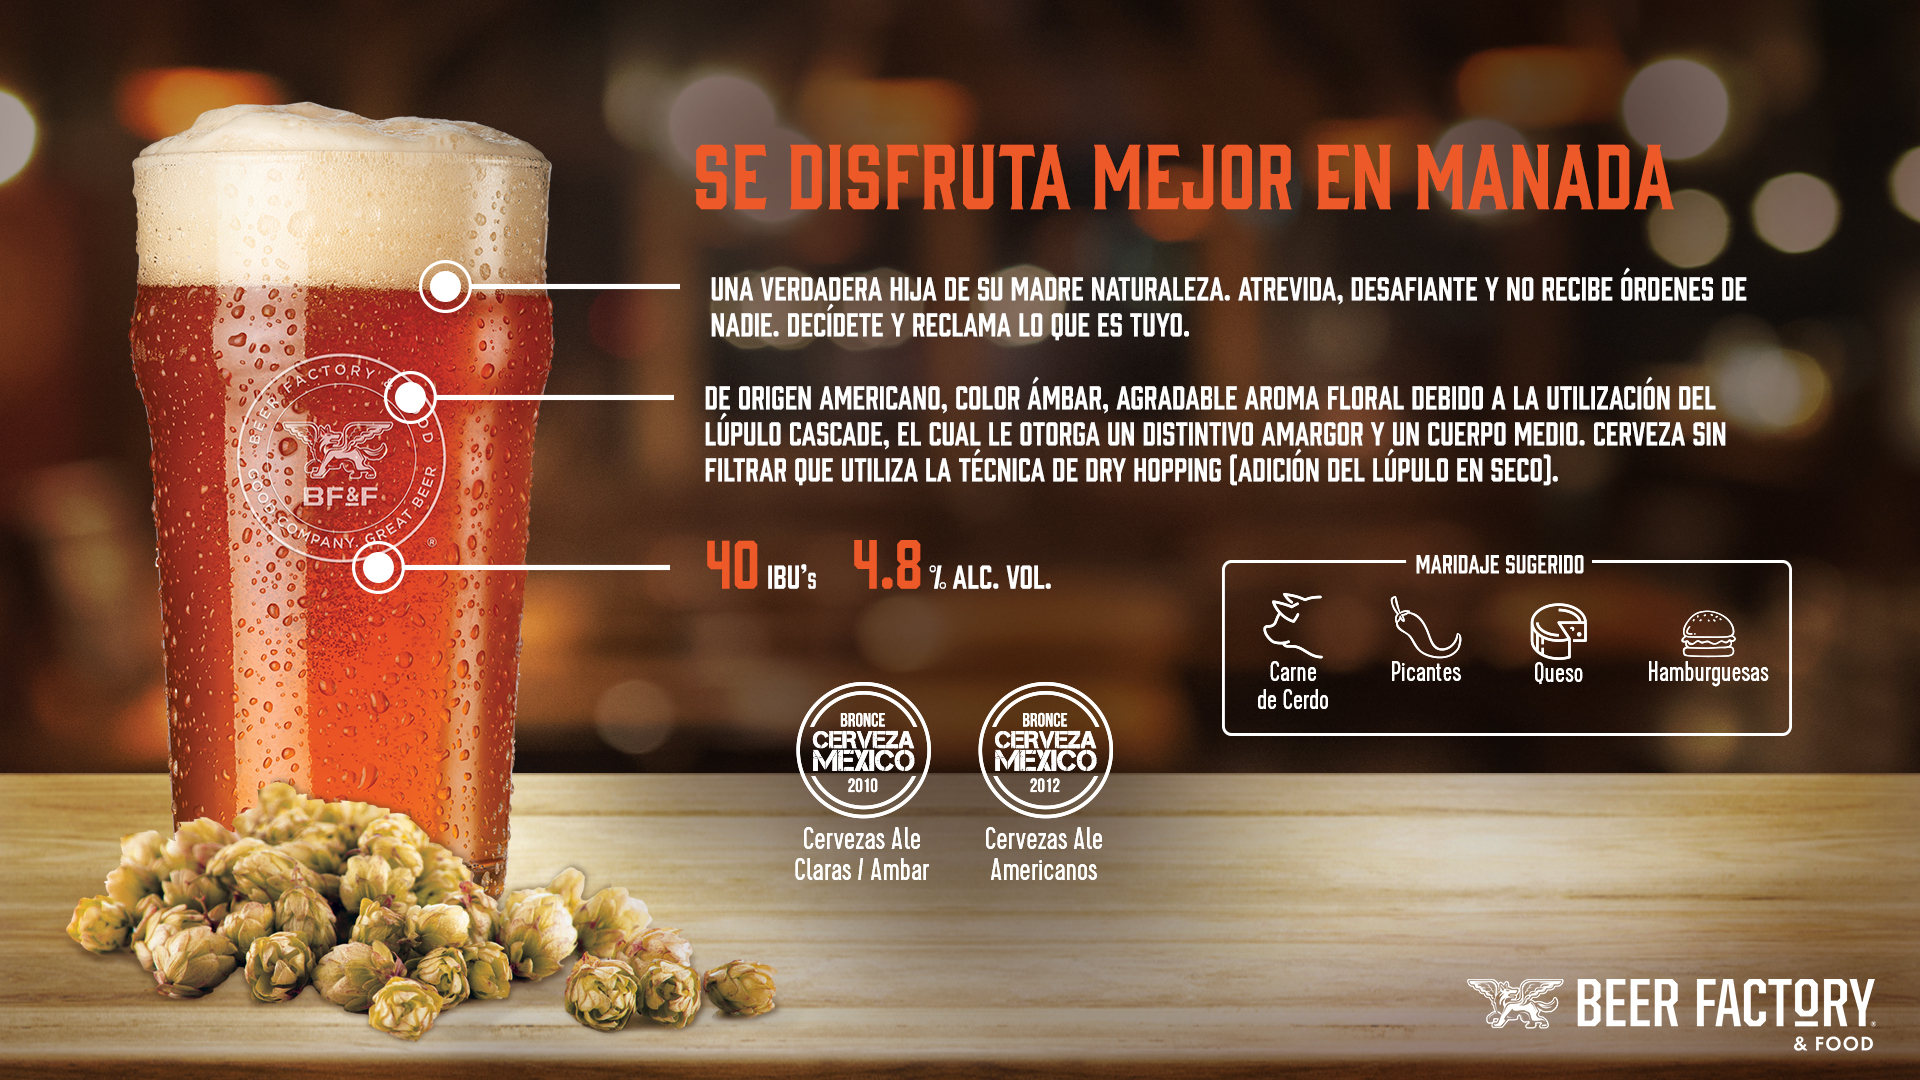 SE DISFRUTA MEJOR EN MANADA
UNA VERDADERA HIJA DE SU MADRE NATURALEZA. ATREVIDA, DESAFIANTE Y NO RECIBE ÓRDENES DE
NADIE. DECÍDETE Y RECLAMA LO QUE ES TUYO.
DE ORIGEN AMERICANO, COLOR ÁMBAR, AGRADABLE AROMA FLORAL DEBIDO A LA UTILIZACIÓN DEL
LÚPULO CASCADE, EL CUAL LE OTORGA UN DISTINTIVO AMARGOR Y UN CUERPO MEDIO. CERVEZA SIN
FILTRAR QUE UTILIZA LA TÉCNICA DE DRY HOPPING (ADICIÓN DEL LÚPULO EN SECO).
BEER FACTORY
BF&F
GOOD COMPANY. GREAT BEER
®
40 IBU's 4.8 % ALC. VOL.
MARIDAJE SUGERIDO
Carne
de Cerdo
Picantes
Queso
Hamburguesas
BRONCE
CERVEZA
MEXICO
2010
Cervezas Ale
Claras / Ambar
BRONCE
CERVEZA
MEXICO
2012
Cervezas Ale
Americanos
BEER FACTORY
& FOOD